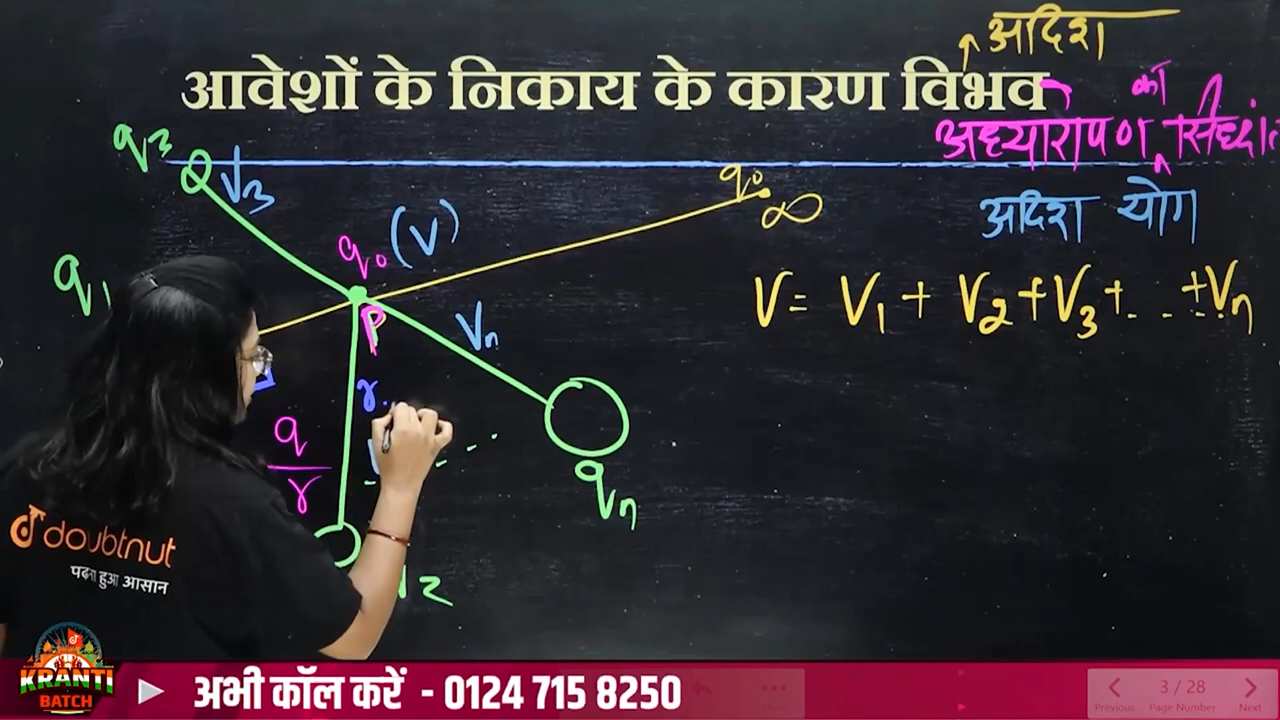 अदिश
आवेशों के निकाय के कारण विभव
का
अध्यारोपण सिध्दांत
अदिश योग
q3
V3
q0 (V)
q0
∞
q1
V = V1 + V2 + V3 + . . . . + Vn
P
Vn
r
q/r
qn
2
doubtnut
पढ़ना हुआ आसान
KRANTI
BATCH
अभी कॉल करें - 0124 715 8250
3 / 28
Previous Page Number Next